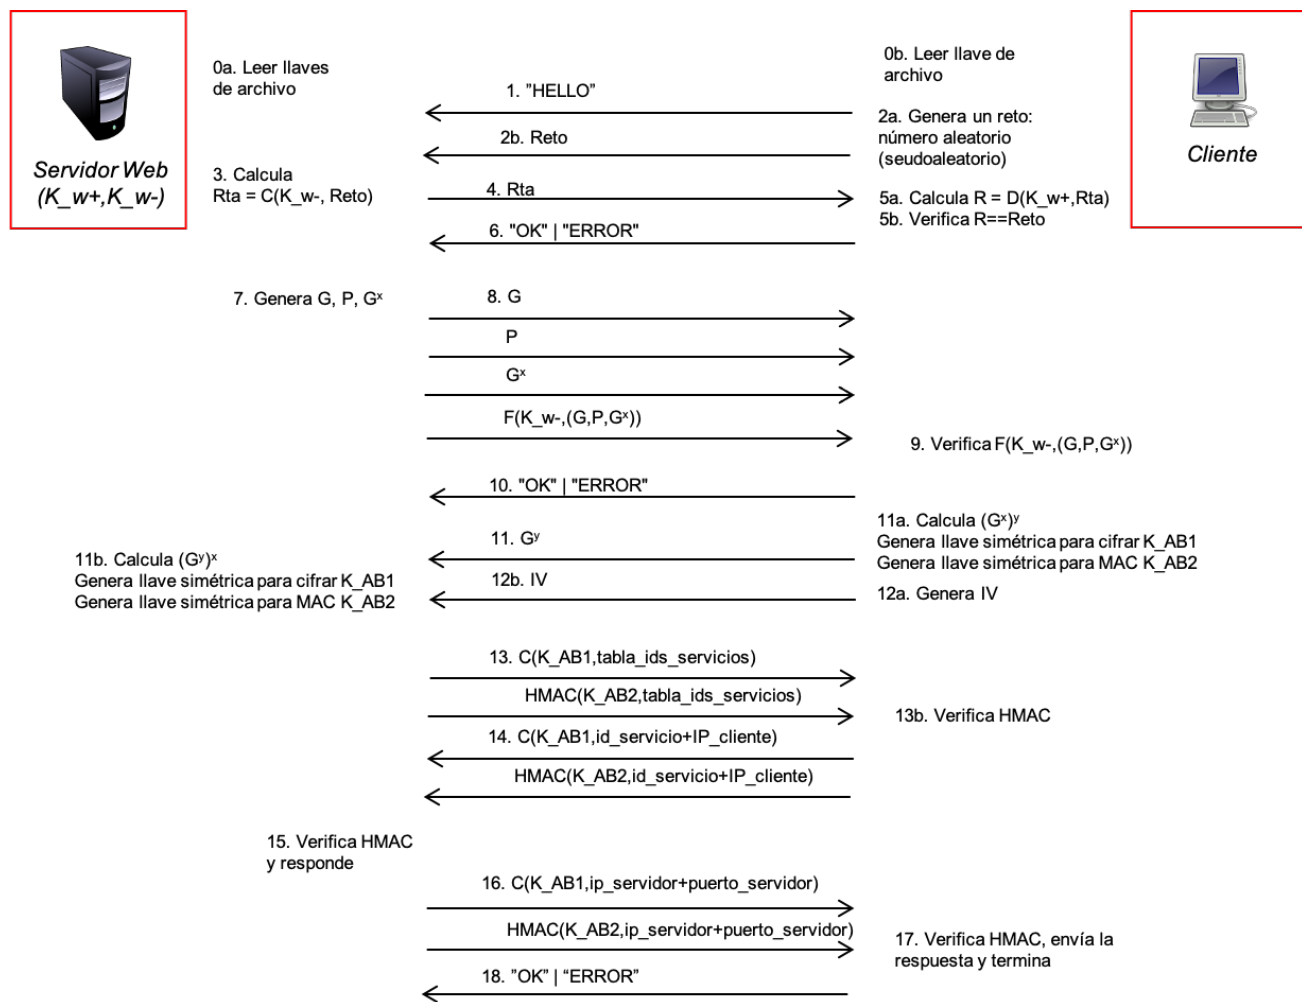 0a. Leer llaves
de archivo
0b. Leer llave de
archivo
Servidor Web
(K_w+,K_w-)
Cliente
1. "HELLO”
2a. Genera un reto:
número aleatorio
(seudoaleatorio)
2b. Reto
3. Calcula
Rta = C(K_w-, Reto)
4. Rta
5a. Calcula R = D(K_w+,Rta)
5b. Verifica R==Reto
6. "OK" | "ERROR"
7. Genera G, P, Gˣ
8. G
P
Gˣ
F(K_w-,(G,P,Gˣ))
9. Verifica F(K_w-,(G,P,Gˣ))
10. "OK" | "ERROR"
11a. Calcula (Gˣ)ʸ
Genera llave simétrica para cifrar K_AB1
Genera llave simétrica para MAC K_AB2
11. Gʸ
11b. Calcula (Gʸ)ˣ
Genera llave simétrica para cifrar K_AB1
Genera llave simétrica para MAC K_AB2
12b. IV
12a. Genera IV
13. C(K_AB1,tabla_ids_servicios)
HMAC(K_AB2,tabla_ids_servicios)
13b. Verifica HMAC
14. C(K_AB1,id_servicio+IP_cliente)
HMAC(K_AB2,id_servicio+IP_cliente)
15. Verifica HMAC
y responde
16. C(K_AB1,ip_servidor+puerto_servidor)
HMAC(K_AB2,ip_servidor+puerto_servidor)
17. Verifica HMAC, envía la
respuesta y termina
18. ”OK” | “ERROR”